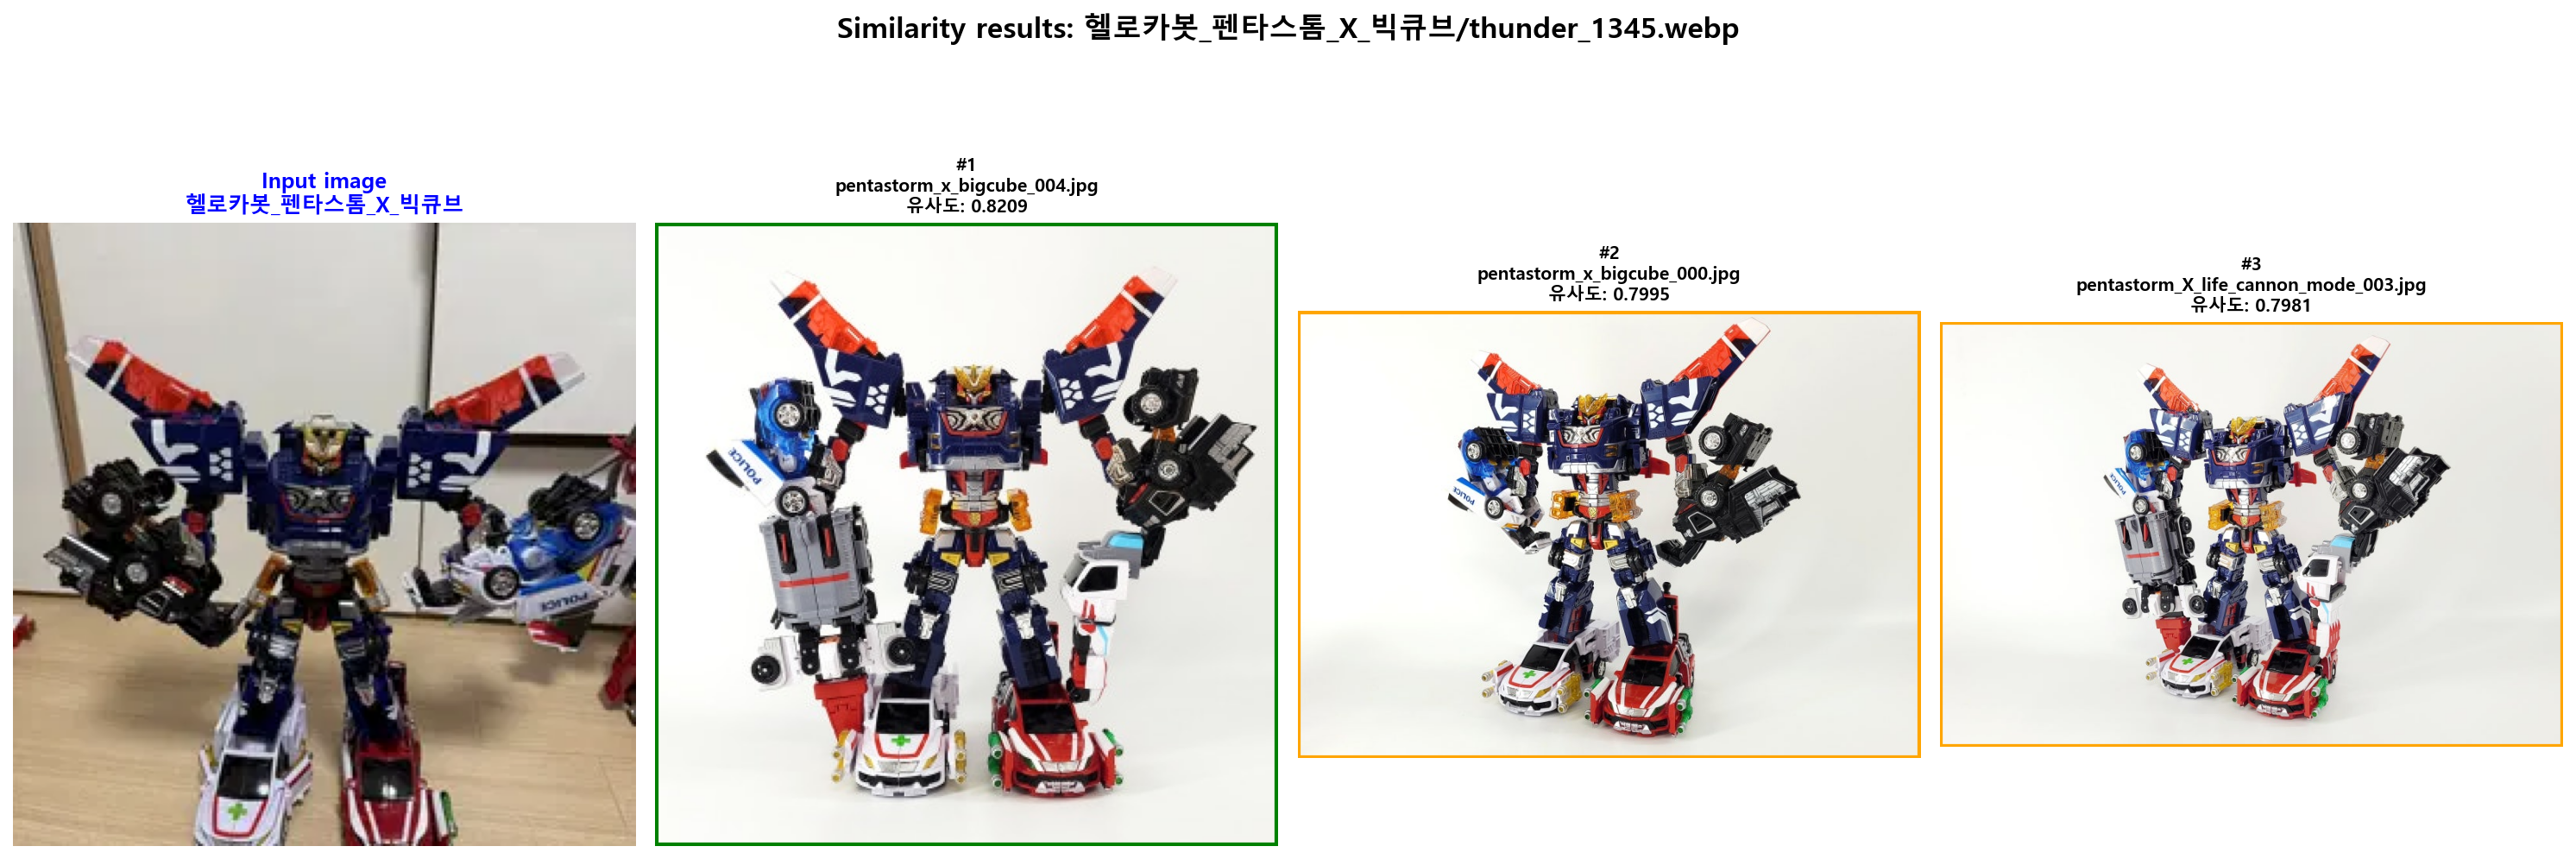 Similarity results: 헬로카봇_펜타스톰_X_빅큐브/thunder_1345.webp
Input image
헬로카봇_펜타스톰_X_빅큐브
#1
pentastorm_x_bigcube_004.jpg
유사도: 0.8209
#2
pentastorm_x_bigcube_000.jpg
유사도: 0.7995
#3
pentastorm_X_life_cannon_mode_003.jpg
유사도: 0.7981
POLICE
POLICE
POLICE
POLICE